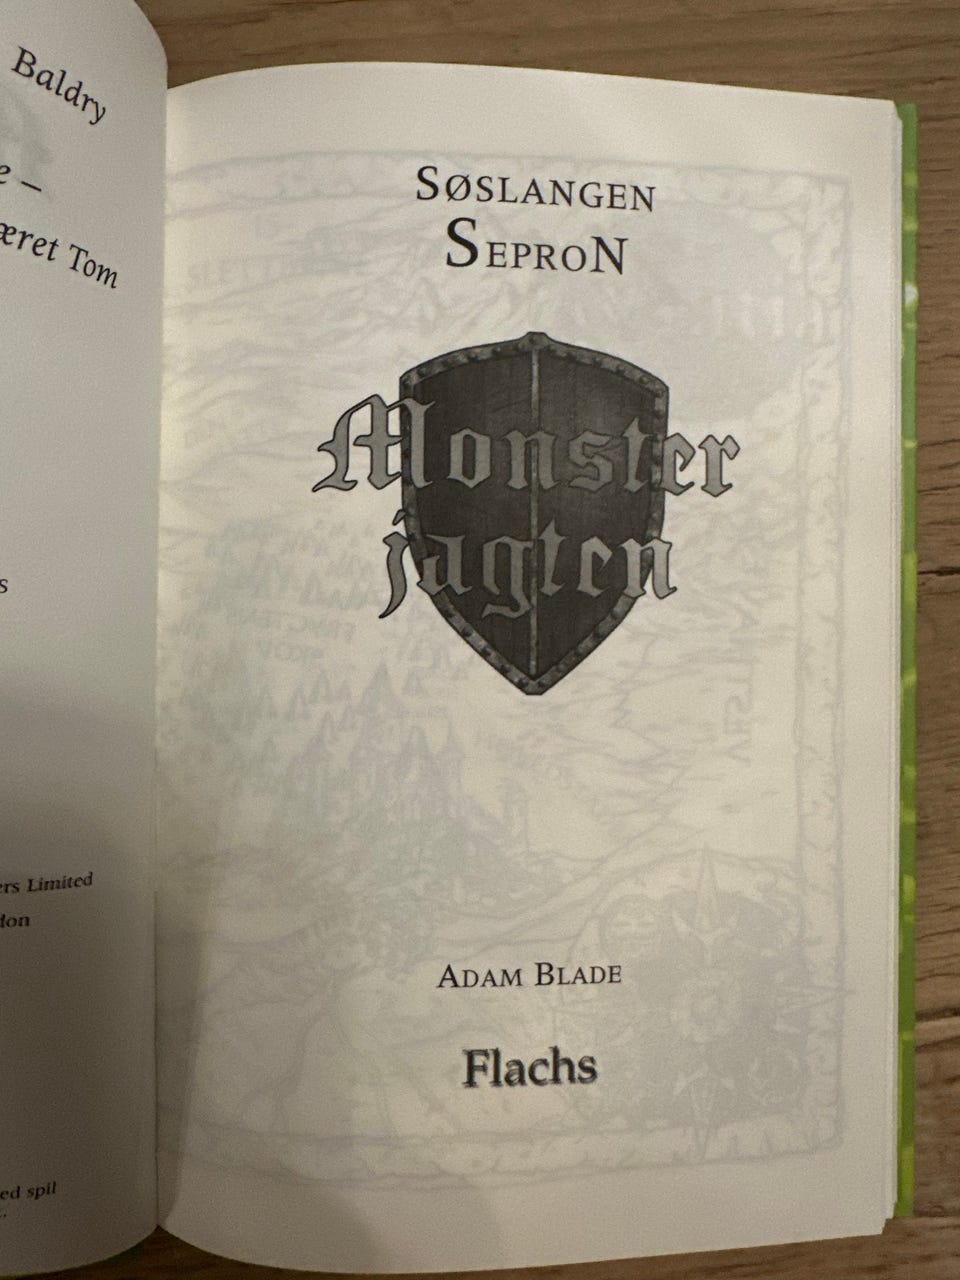 Baldry
e –
æret Tom
s
ers Limited
don
ed spil
SØSLANGEN
SEPRON
Monster
jagten
ADAM BLADE
Flachs